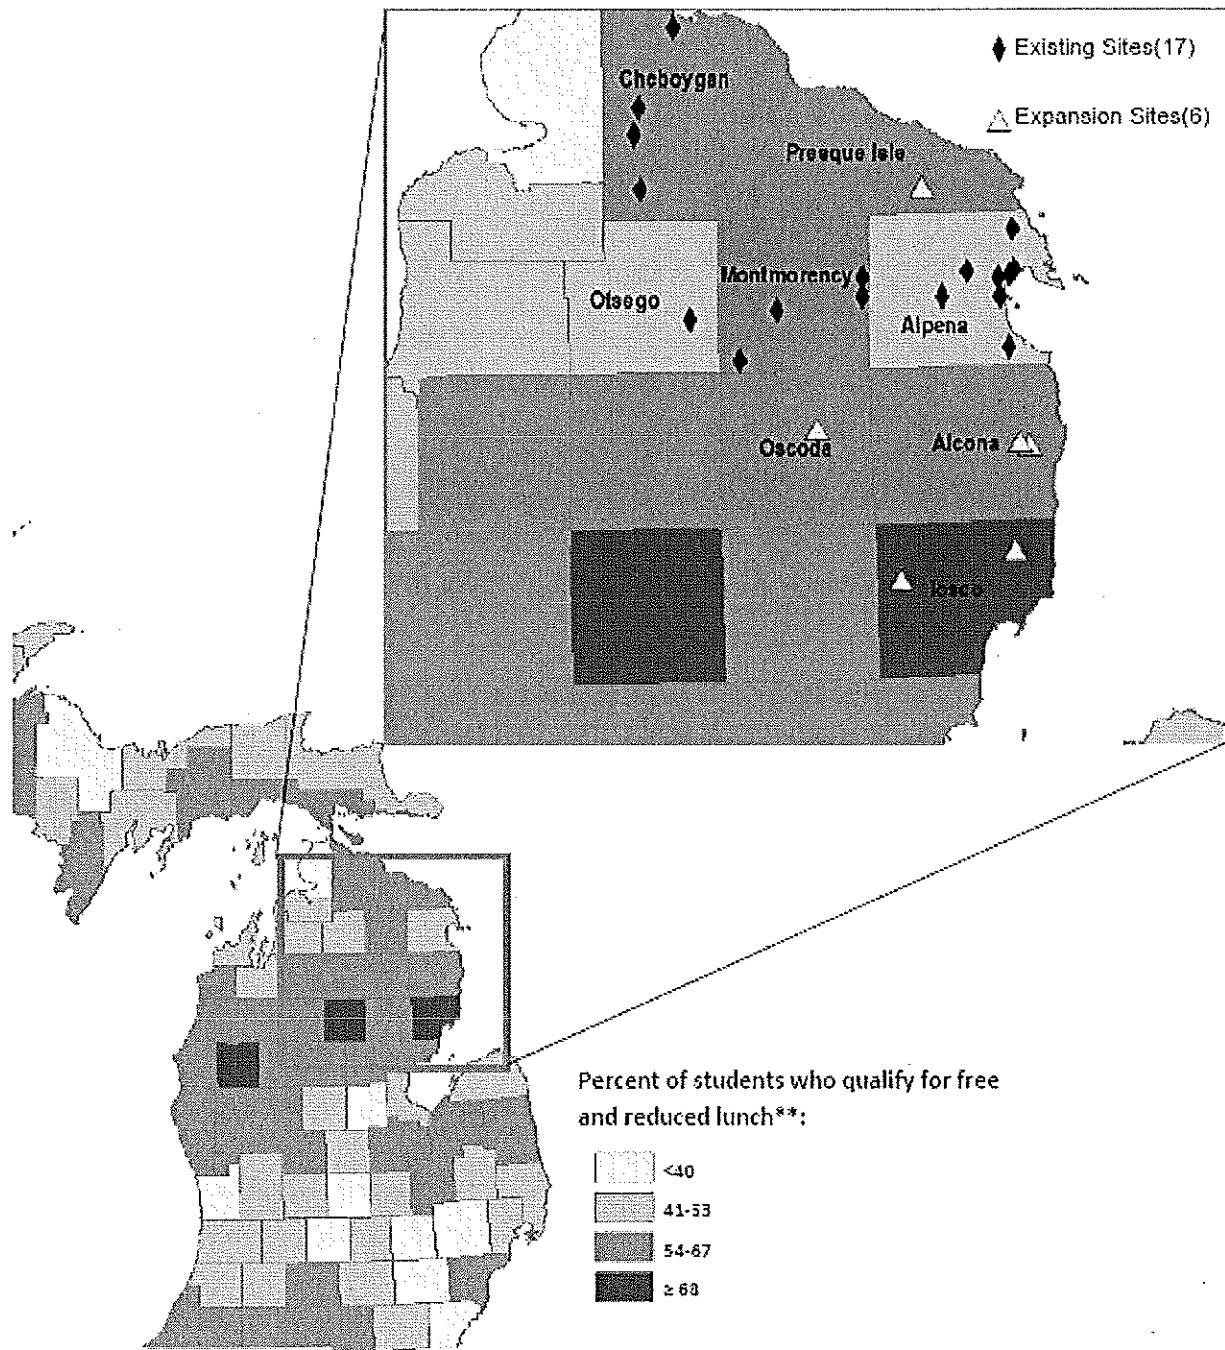 Existing Sites(17)
Cheboygan
Expansion Sites(6)
Presque Isle
Montmorency
Otsego
Alpena
Oscoda
Alcona
Iosco
Percent of students who qualify for free
and reduced lunch**:
<40
41-53
54-67
≥ 68